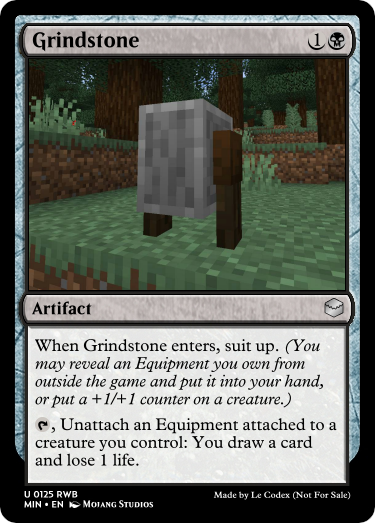 Grindstone 1
Artifact
When Grindstone enters, suit up. (You
may reveal an Equipment you own from
outside the game and put it into your hand,
or put a +1/+1 counter on a creature.)
, Unattach an Equipment attached to a
creature you control: You draw a card
and lose 1 life.
U 0125 RWB
MIN • EN Mojang Studios
Made by Le Codex (Not For Sale)